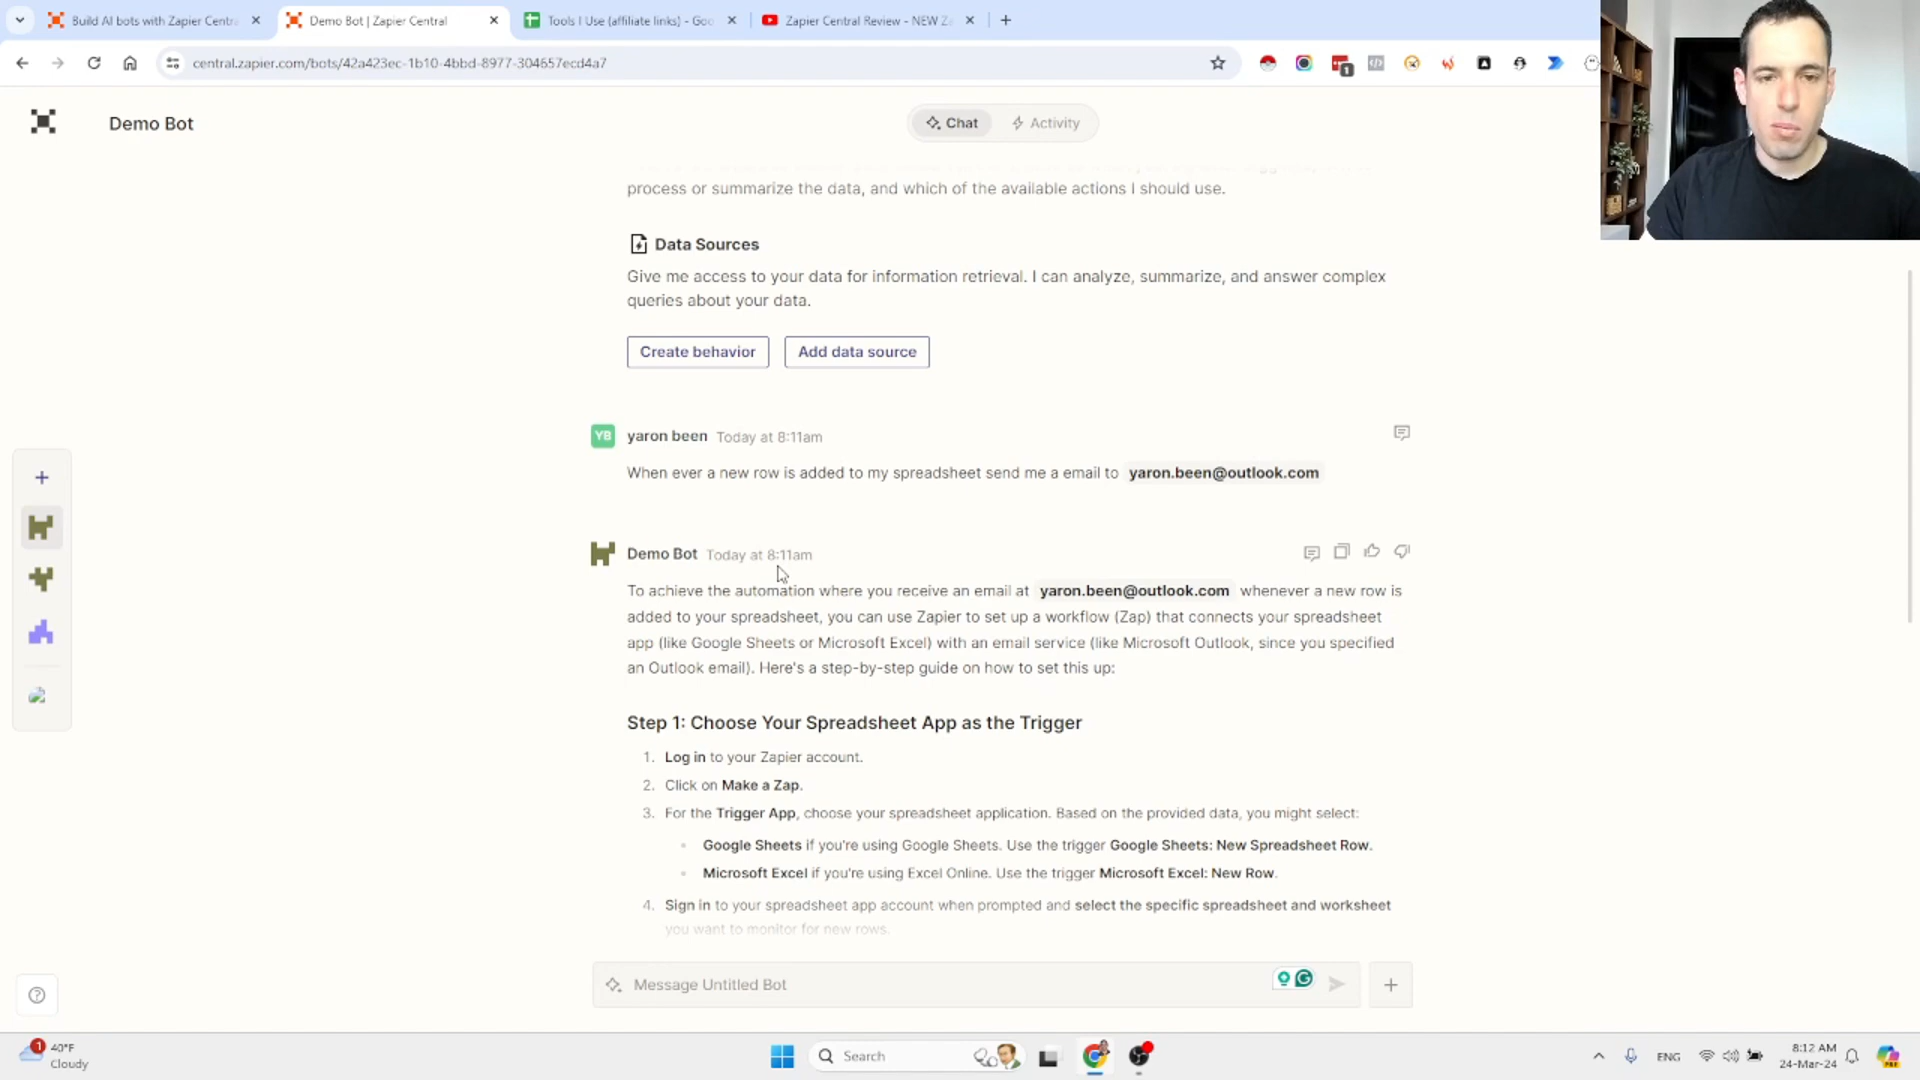 Build AI bots with Zapier Centra
Demo Bot | Zapier Central
Tools I Use (affiliate links) - Goo
Zapier Central Review - NEW Za
central.zapier.com/bots/42a423ec-1b10-4bbd-8977-304657ecd4a7
1
Demo Bot
Chat
Activity
process or summarize the data, and which of the available actions I should use.
Data Sources
Give me access to your data for information retrieval. I can analyze, summarize, and answer complex
queries about your data.
Create behavior
Add data source
YB
yaron been Today at 8:11am
When ever a new row is added to my spreadsheet send me a email to yaron.been@outlook.com
Demo Bot Today at 8:11am
To achieve the automation where you receive an email at yaron.been@outlook.com whenever a new row is
added to your spreadsheet, you can use Zapier to set up a workflow (Zap) that connects your spreadsheet
app (like Google Sheets or Microsoft Excel) with an email service (like Microsoft Outlook, since you specified
an Outlook email). Here's a step-by-step guide on how to set this up:
Step 1: Choose Your Spreadsheet App as the Trigger
1. Log in to your Zapier account.
2. Click on Make a Zap.
3. For the Trigger App, choose your spreadsheet application. Based on the provided data, you might select:
Google Sheets if you're using Google Sheets. Use the trigger Google Sheets: New Spreadsheet Row.
Microsoft Excel if you're using Excel Online. Use the trigger Microsoft Excel: New Row.
4. Sign in to your spreadsheet app account when prompted and select the specific spreadsheet and worksheet
you want to monitor for new rows.
Message Untitled Bot
1
40°F
Cloudy
Search
ENG
8:12 AM
24-Mar-24